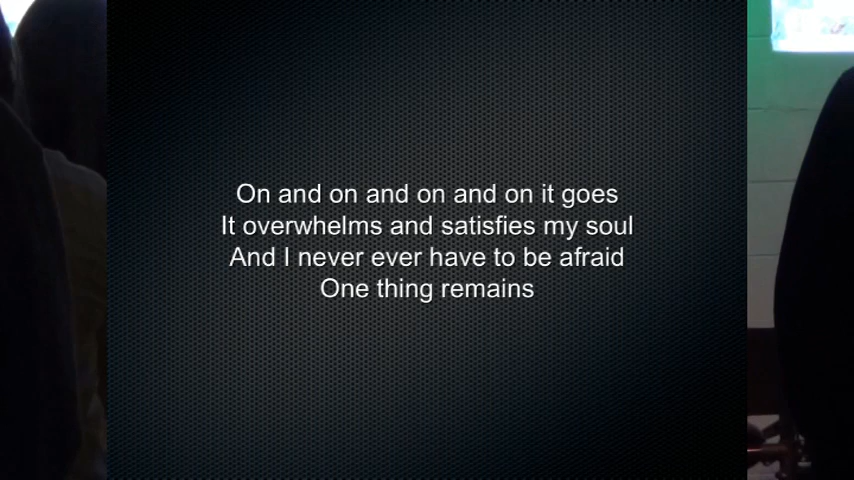 On and on and on and on it goes
It overwhelms and satisfies my soul
And I never ever have to be afraid
One thing remains